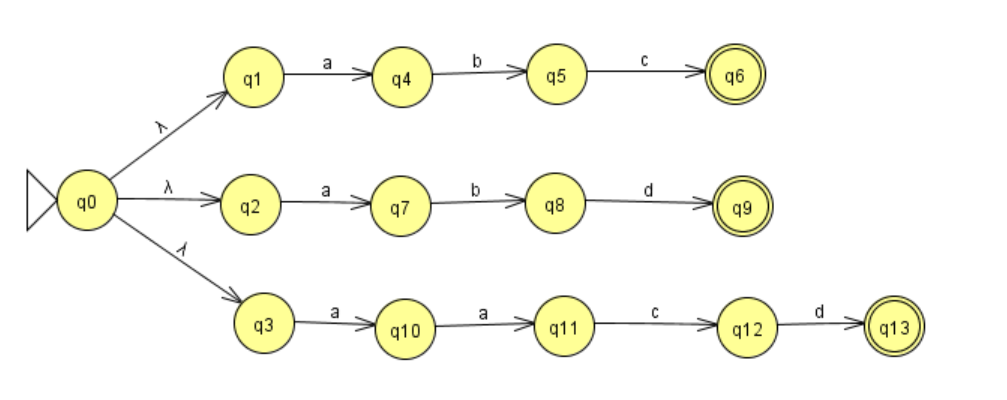 q1 a q4 b q5 c q6
λ
q0 λ q2 a q7 b q8 d q9
λ
q3 a q10 a q11 c q12 d q13